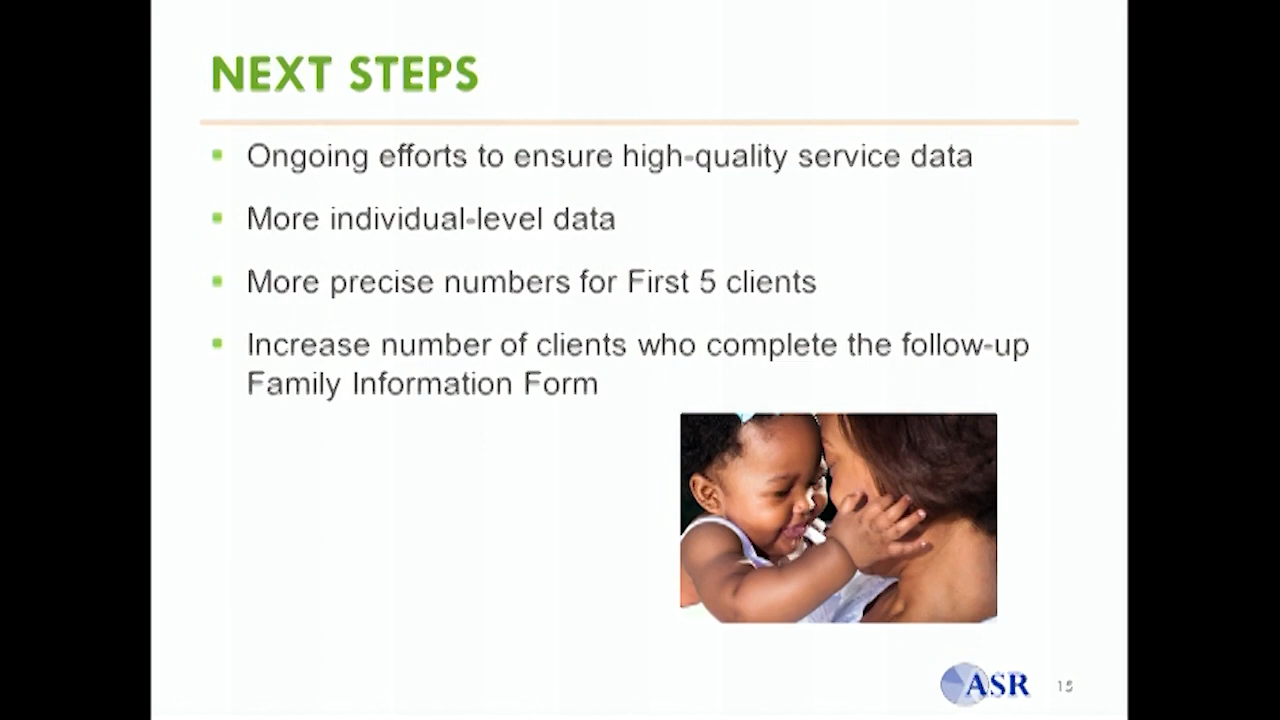 NEXT STEPS
Ongoing efforts to ensure high-quality service data
More individual-level data
More precise numbers for First 5 clients
Increase number of clients who complete the follow-up
Family Information Form
ASR
15